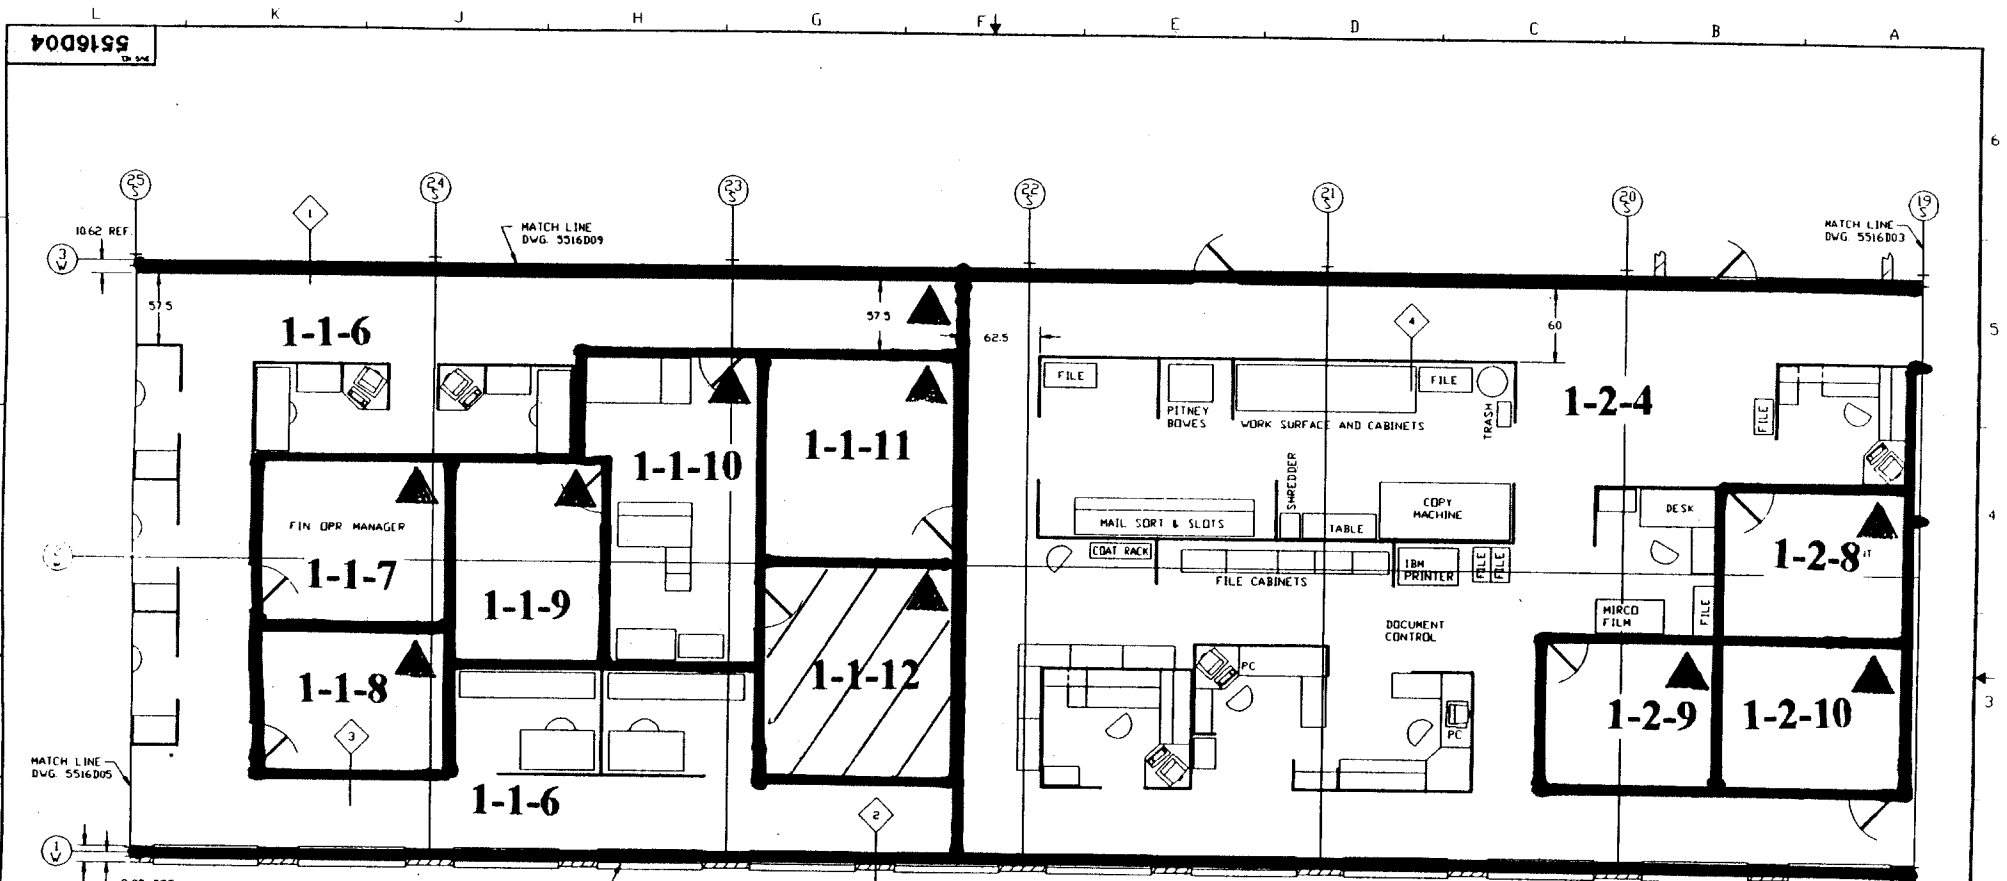 L K J H G F E D C B A
5516D04
6
25 S
24 S
23 S
22 S
21 S
20 S
19 S
1
MATCH LINE
DWG. 5516D09
MATCH LINE
DWG. 5516D03
10.62 REF.
3 W
57.5
1-1-6
57.5
62.5
4
60
5
FILE
PITNEY
BOWES
WORK SURFACE AND CABINETS
FILE
TRASH
1-2-4
FILE
1-1-10
1-1-11
SHREDDER
FIN OPR MANAGER
1-1-7
MAIL SORT & SLOTS
TABLE
COPY
MACHINE
DESK
4
1-2-8
COAT RACK
FILE CABINETS
IBM
PRINTER
FILE
FILE
1-1-9
MIRCO
FILM
FILE
DOCUMENT
CONTROL
1-1-8
1-1-12
PC
PC
1-2-9
1-2-10
3
3
MATCH LINE
DWG. 5516D05
1-1-6
2
1 W